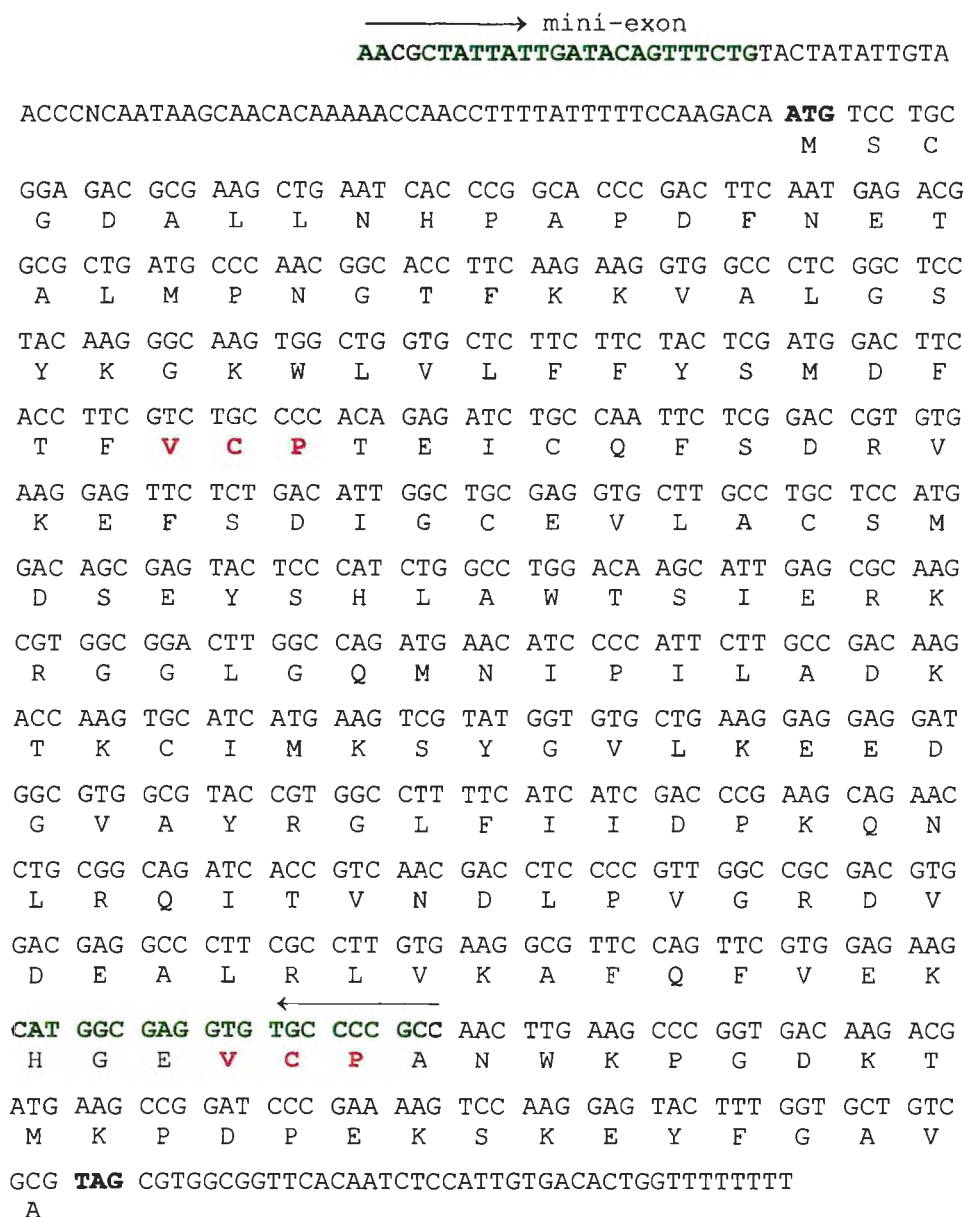 mini-exon
AACGCTATTATTGATACAGTTTCTGTACTATATTGTA
ACCCNCAATAAGCAACACAAAAACCAACCTTTTATTTTTCCAAGACA ATG TCC TGC
M S C
GGA GAC GCG AAG CTG AAT CAC CCG GCA CCC GAC TTC AAT GAG ACG
G D A L L N H P A P D F N E T
GCG CTG ATG CCC AAC GGC ACC TTC AAG AAG GTG GCC CTC GGC TCC
A L M P N G T F K K V A L G S
TAC AAG GGC AAG TGG CTG GTG CTC TTC TTC TAC TCG ATG GAC TTC
Y K G K W L V L F F Y S M D F
ACC TTC GTC TGC CCC ACA GAG ATC TGC CAA TTC TCG GAC CGT GTG
T F V C P T E I C Q F S D R V
AAG GAG TTC TCT GAC ATT GGC TGC GAG GTG CTT GCC TGC TCC ATG
K E F S D I G C E V L A C S M
GAC AGC GAG TAC TCC CAT CTG GCC TGG ACA AGC ATT GAG CGC AAG
D S E Y S H L A W T S I E R K
CGT GGC GGA CTT GGC CAG ATG AAC ATC CCC ATT CTT GCC GAC AAG
R G G L G Q M N I P I L A D K
ACC AAG TGC ATC ATG AAG TCG TAT GGT GTG CTG AAG GAG GAG GAT
T K C I M K S Y G V L K E E D
GGC GTG GCG TAC CGT GGC CTT TTC ATC ATC GAC CCG AAG CAG AAC
G V A Y R G L F I I D P K Q N
CTG CGG CAG ATC ACC GTC AAC GAC CTC CCC GTT GGC CGC GAC GTG
L R Q I T V N D L P V G R D V
GAC GAG GCC CTT CGC CTT GTG AAG GCG TTC CAG TTC GTG GAG AAG
D E A L R L V K A F Q F V E K
CAT GGC GAG GTG TGC CCC GCC AAC TTG AAG CCC GGT GAC AAG ACG
H G E V C P A N W K P G D K T
ATG AAG CCG GAT CCC GAA AAG TCC AAG GAG TAC TTT GGT GCT GTC
M K P D P E K S K E Y F G A V
GCG TAG CGTGGCGGTTCACAATCTCCATTGTGACACTGGTTTTTTTT
A